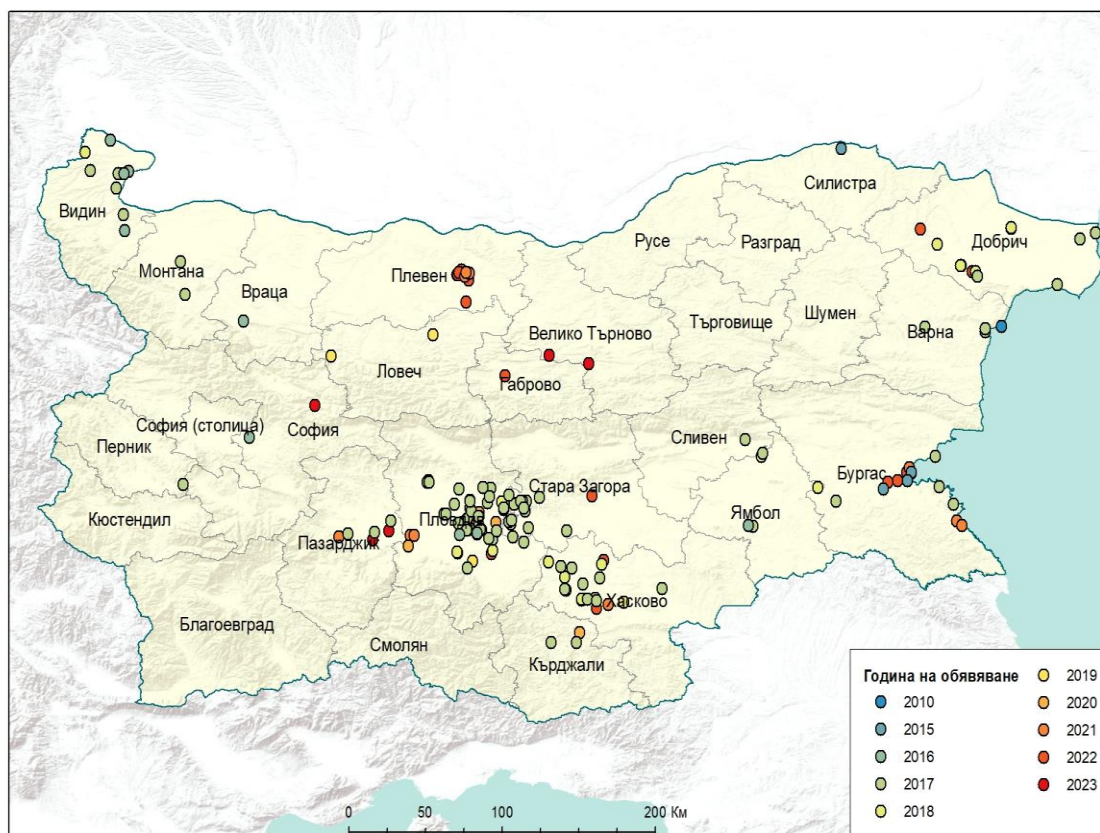 Силистра
Видин
Русе
Разград
Добрич
Монтана
Плевен
Враца
Шумен
Търговище
Варна
Велико Търново
Ловеч
Габрово
София (столица)
София
Перник
Сливен
Бургас
Стара Загора
Ямбол
Кюстендил
Пловдив
Пазарджик
Хасково
Благоевград
Смолян
Кърджали
Година на обявяване
2010
2015
2016
2017
2018
2019
2020
2021
2022
2023
0 50 100 200 Км